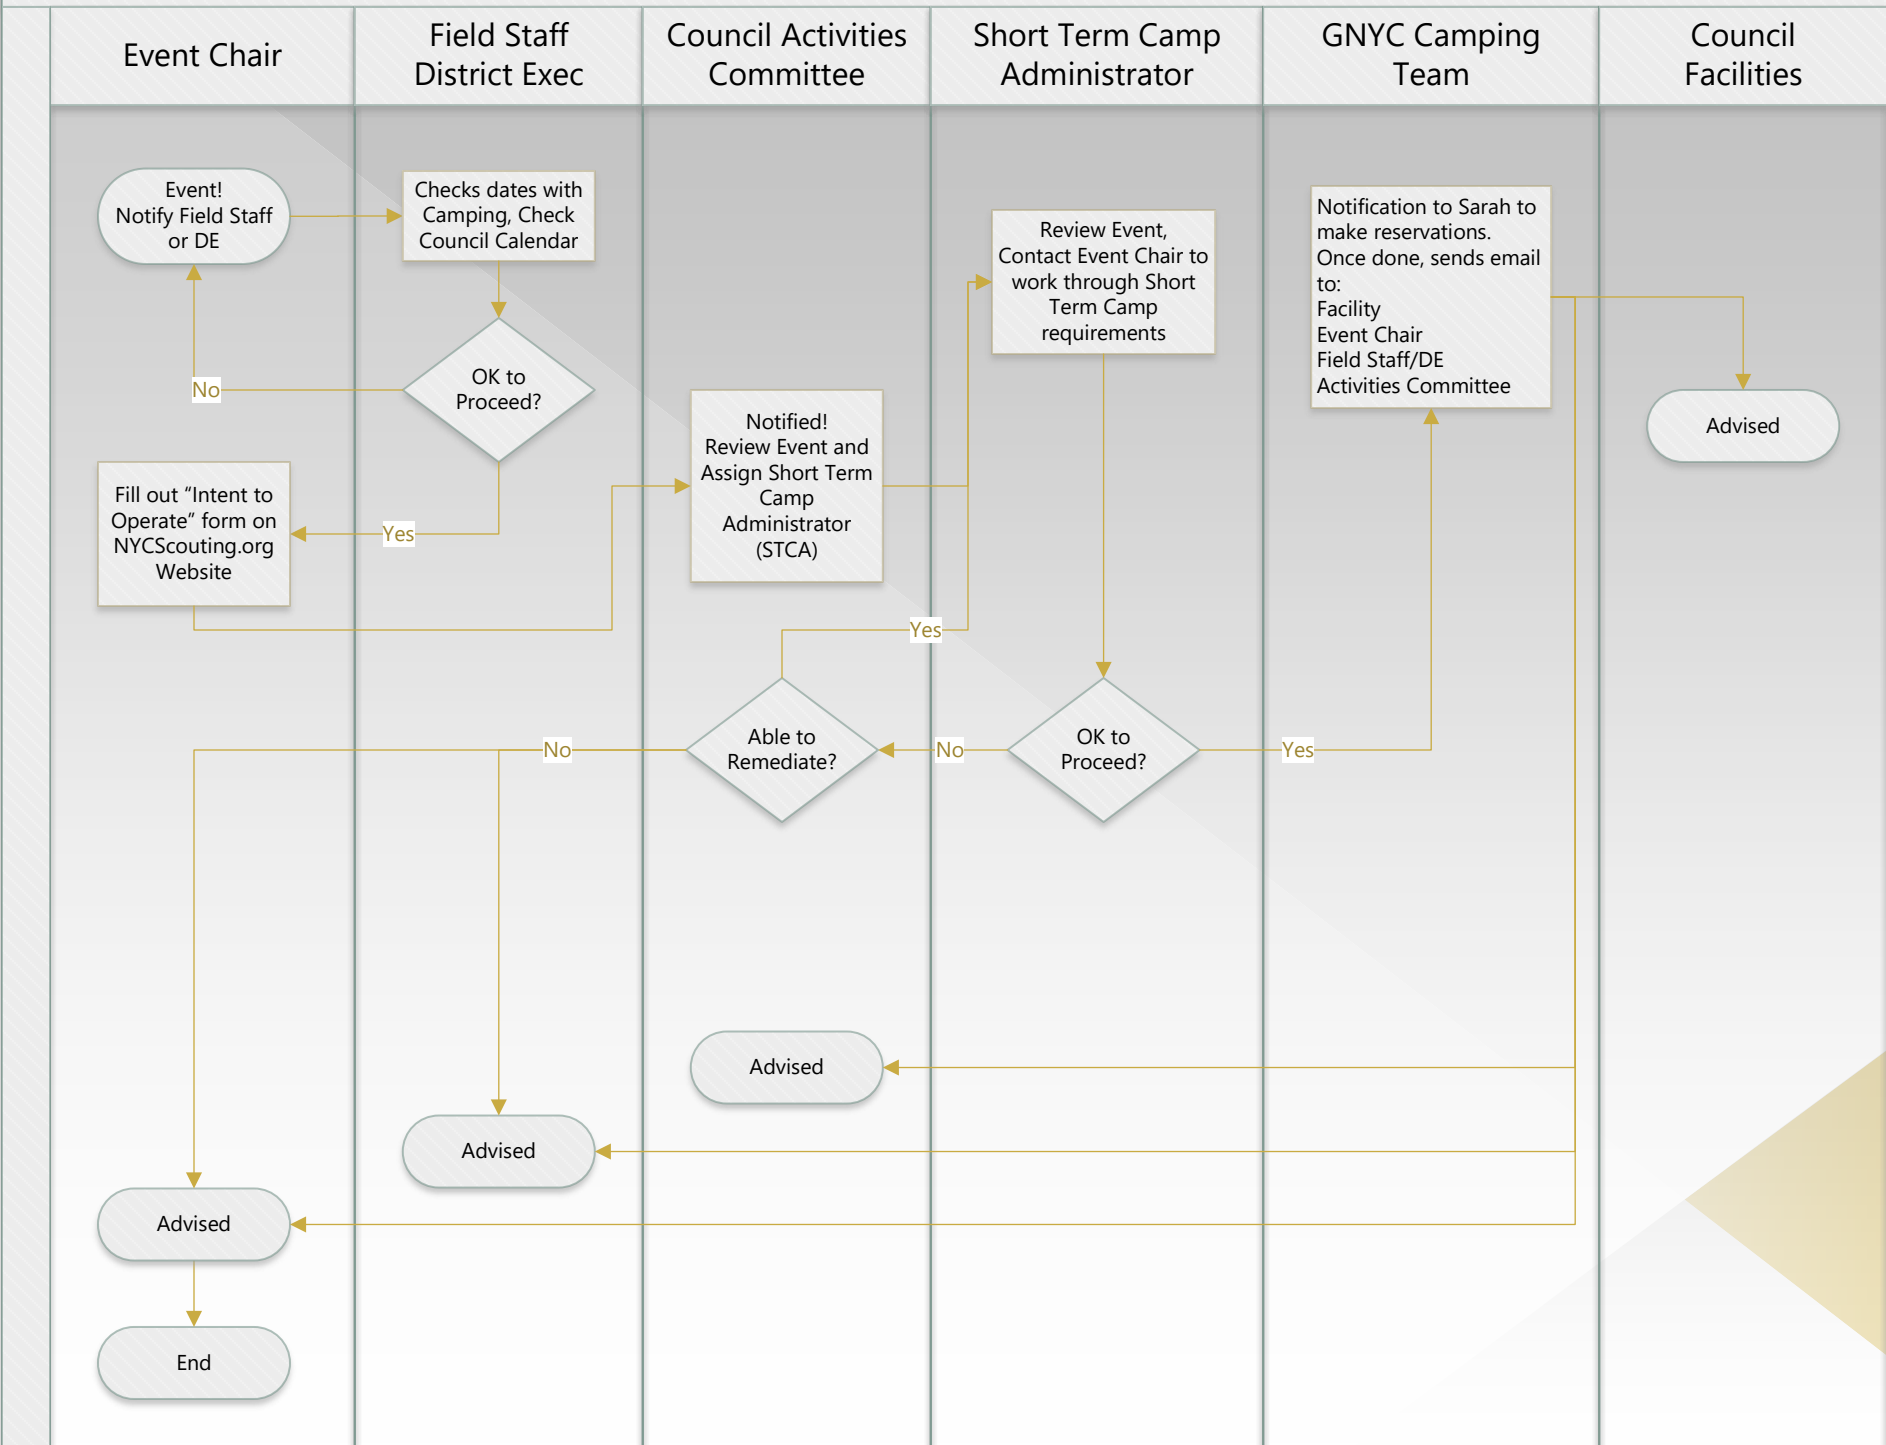 Event Chair
Field Staff
District Exec
Council Activities
Committee
Short Term Camp
Administrator
GNYC Camping
Team
Council
Facilities
Event!
Notify Field Staff
or DE
Checks dates with
Camping, Check
Council Calendar
OK to
Proceed?
No
Yes
Fill out “Intent to
Operate” form on
NYCScouting.org
Website
Notified!
Review Event and
Assign Short Term
Camp
Administrator
(STCA)
Review Event,
Contact Event Chair to
work through Short
Term Camp
requirements
Notification to Sarah to
make reservations.
Once done, sends email
to:
Facility
Event Chair
Field Staff/DE
Activities Committee
Advised
Yes
No
Able to
Remediate?
No
OK to
Proceed?
Yes
Advised
Advised
Advised
End